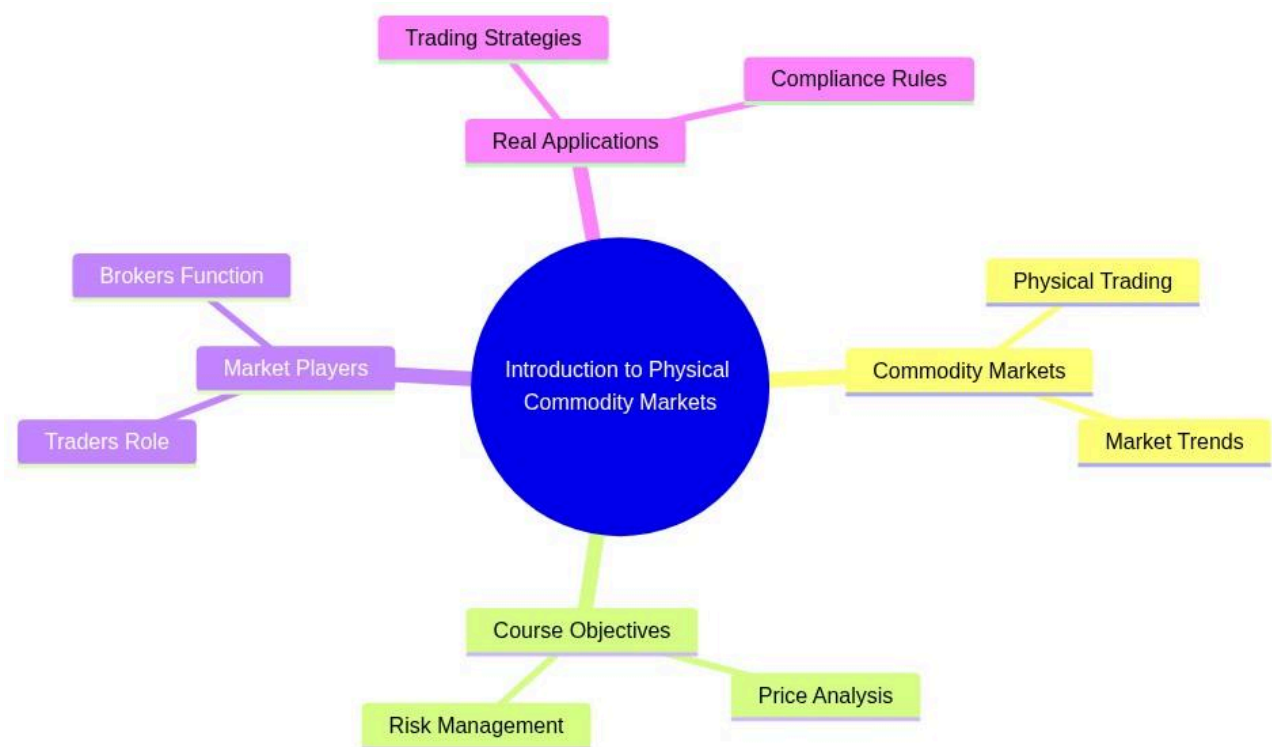 Trading Strategies
Compliance Rules
Real Applications
Brokers Function
Physical Trading
Market Players
Commodity Markets
Introduction to Physical
Commodity Markets
Traders Role
Market Trends
Course Objectives
Price Analysis
Risk Management